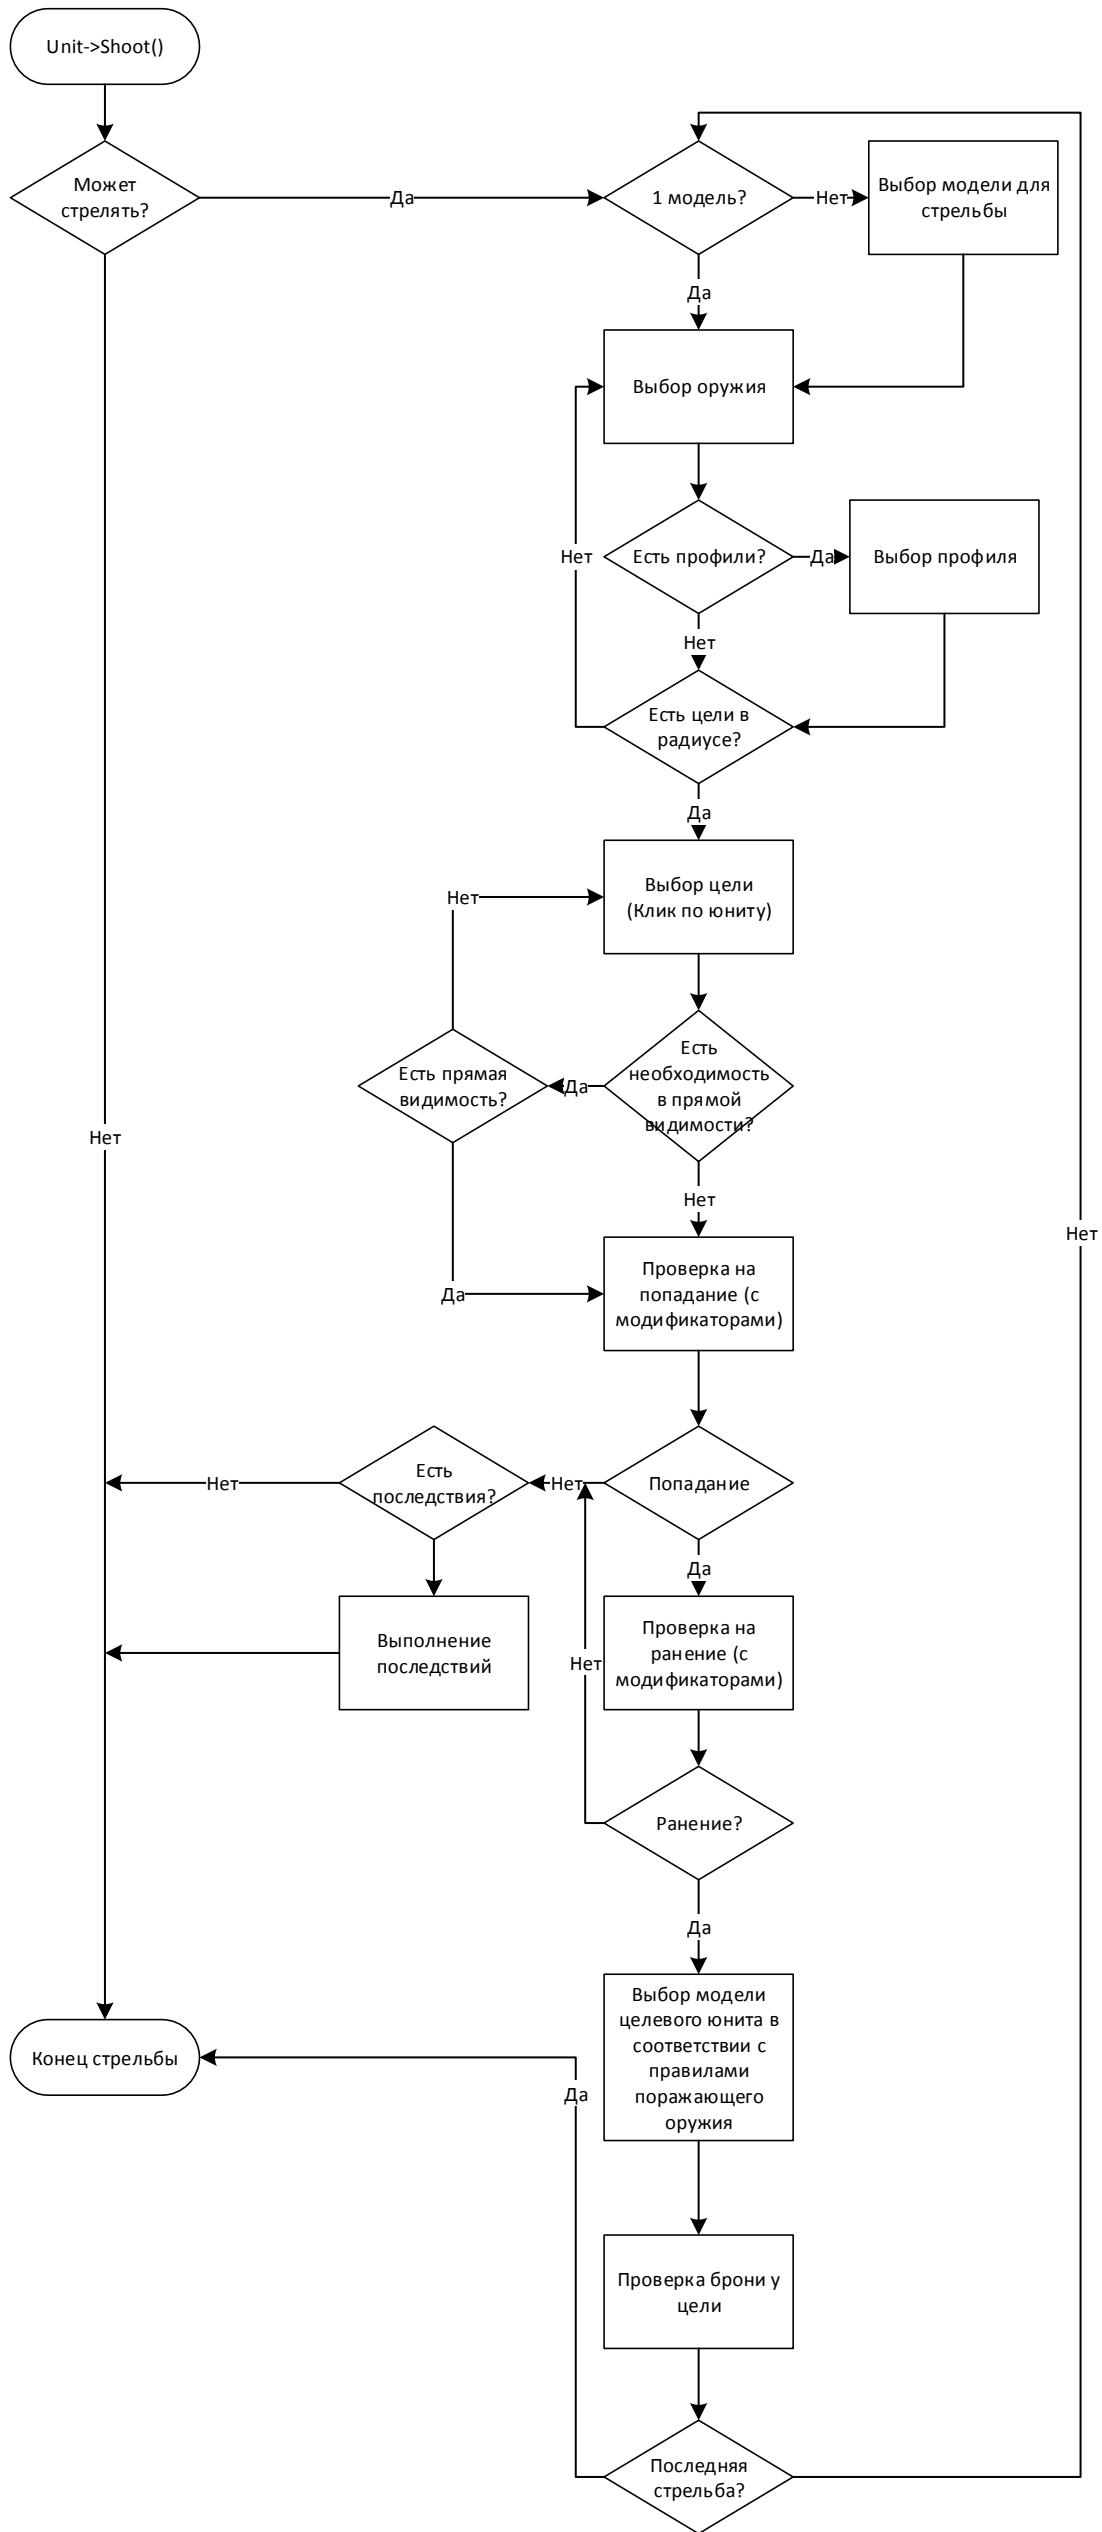 Unit->Shoot()
Может
стрелять?
Да
1 модель?
Нет
Выбор модели для
стрельбы
Да
Выбор оружия
Нет
Есть профили?
Да
Выбор профиля
Нет
Есть цели в
радиусе?
Да
Выбор цели
(Клик по юниту)
Нет
Есть прямая
видимость?
Да
Есть
необходимость
в прямой
видимости?
Нет
Нет
Нет
Да
Проверка на
попадание (с
модификаторами)
Нет
Есть
последствия?
Нет
Попадание
Да
Выполнение
последствий
Нет
Проверка на
ранение (с
модификаторами)
Ранение?
Да
Выбор модели
целевого юнита в
соответствии с
правилами
поражающего
оружия
Конец стрельбы
Да
Проверка брони у
цели
Последняя
стрельба?